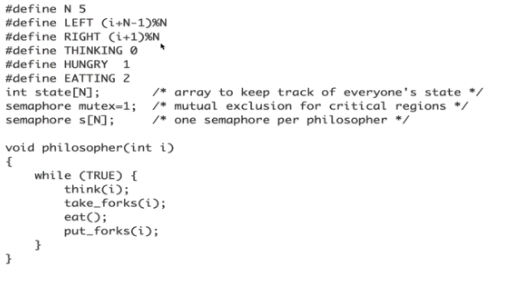 #define N 5
#define LEFT (i+N-1)%N
#define RIGHT (i+1)%N
#define THINKING 0
#define HUNGRY  1
#define EATTING 2
int state[N];       /* array to keep track of everyone's state */
semaphore mutex=1;  /* mutual exclusion for critical regions */
semaphore s[N];     /* one semaphore per philosopher */
void philosopher(int i)
{
    while (TRUE) {
        think(i);
        take_forks(i);
        eat();
        put_forks(i);
    }
}